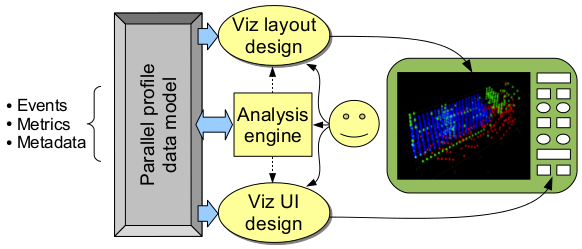 • Events
• Metrics
• Metadata
Parallel profile
data model
Viz layout
design
Analysis
engine
Viz UI
design